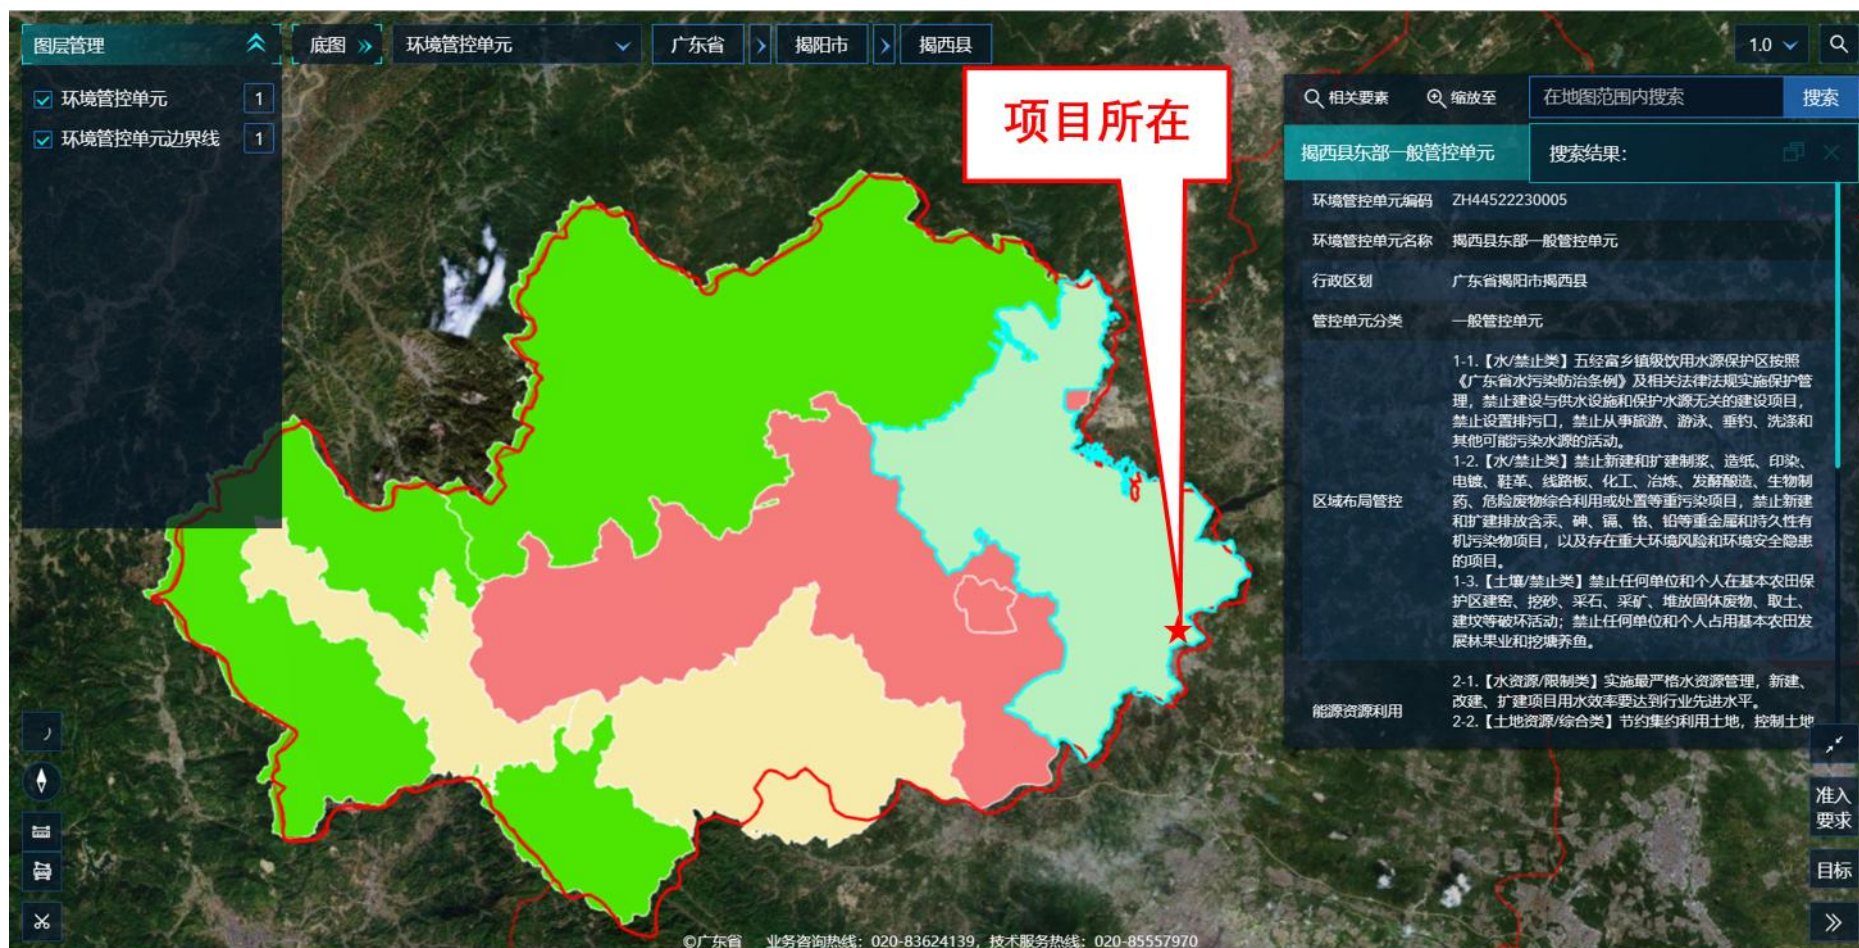 图层管理
底图
环境管控单元
广东省
揭阳市
揭西县
1.0
环境管控单元 1
环境管控单元边界线 1
项目所在
相关要素
缩放至
在地图范围内搜索
搜索
揭西县东部一般管控单元
搜索结果：
环境管控单元编码 ZH44522230005
环境管控单元名称 揭西县东部一般管控单元
行政区划 广东省揭阳市揭西县
管控单元分类 一般管控单元
区域布局管控
1-1.【水/禁止类】五经富乡镇级饮用水源保护区按照
《广东省水污染防治条例》及相关法律法规实施保护管
理，禁止建设与供水设施和保护水源无关的建设项目，
禁止设置排污口，禁止从事旅游、游泳、垂钓、洗涤和
其他可能污染水源的活动。
1-2.【水/禁止类】禁止新建和扩建制浆、造纸、印染、
电镀、鞋革、线路板、化工、冶炼、发酵酿造、生物制
药、危险废物综合利用或处置等重污染项目，禁止新建
和扩建排放含汞、砷、镉、铬、铅等重金属和持久性有
机污染物项目，以及存在重大环境风险和环境安全隐患
的项目。
1-3.【土壤/禁止类】禁止任何单位和个人在基本农田保
护区建窑、挖砂、采石、采矿、堆放固体废物、取土、
建坟等破坏活动；禁止任何单位和个人占用基本农田发
展林果业和挖塘养鱼。
能源资源利用
2-1.【水资源/限制类】实施最严格水资源管理，新建、
改建、扩建项目用水效率要达到行业先进水平。
2-2.【土地资源/综合类】节约集约利用土地，控制土地
准入
要求
目标
©广东省 业务咨询热线：020-83624139，技术服务热线：020-85557970